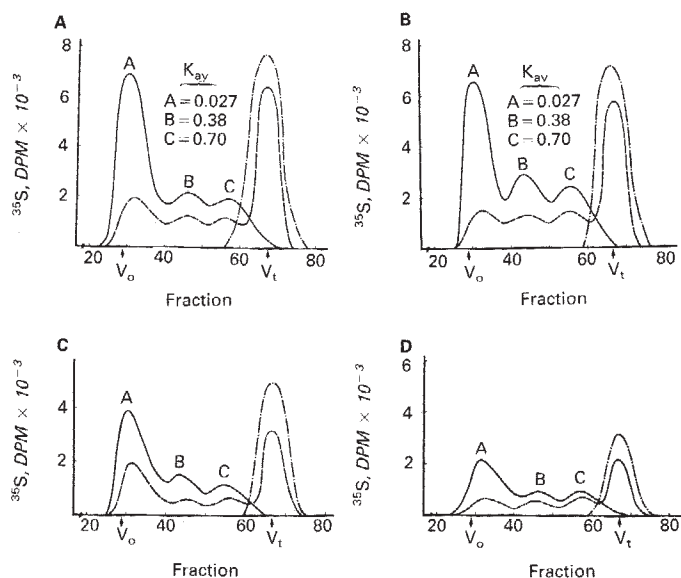 A
³⁵S, DPM × 10⁻³
8
6
4
2
A
B
C
Kav
A = 0.027
B = 0.38
C = 0.70
20
40
60
80
Vo
Vt
Fraction
B
³⁵S, DPM × 10⁻³
8
6
4
2
A
B
C
Kav
A = 0.027
B = 0.38
C = 0.70
20
40
60
80
Vo
Vt
Fraction
C
³⁵S, DPM × 10⁻³
4
2
A
B
C
20
40
60
80
Vo
Vt
Fraction
D
³⁵S, DPM × 10⁻³
6
4
2
A
B
C
20
40
60
80
Vo
Vt
Fraction